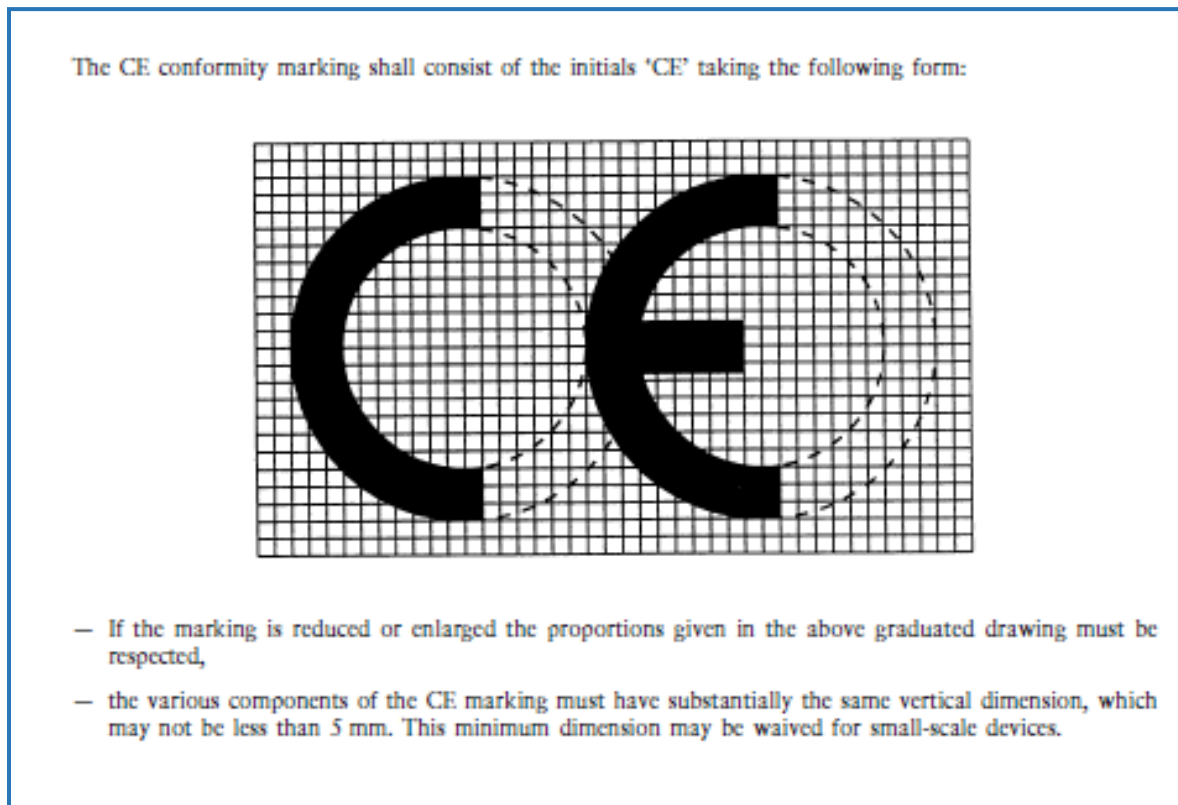 The CE conformity marking shall consist of the initials ‘CE’ taking the following form:
CE
— If the marking is reduced or enlarged the proportions given in the above graduated drawing must be
respected,
— the various components of the CE marking must have substantially the same vertical dimension, which
may not be less than 5 mm. This minimum dimension may be waived for small-scale devices.